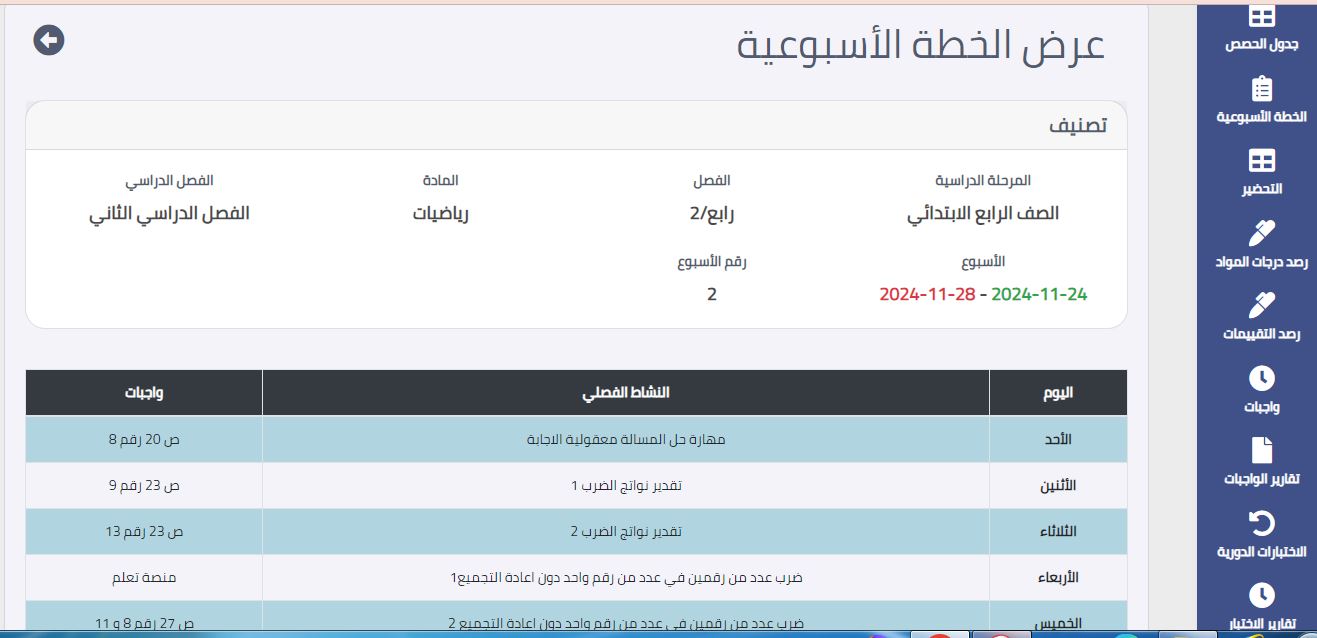 جدول الحصص
الخطة الأسبوعية
التحضير
رصد درجات المواد
رصد التقييمات
واجبات
تقارير الواجبات
الاختبارات الدورية
تقارير الاختبار
عرض الخطة الأسبوعية
تصنيف
المرحلة الدراسية الفصل المادة الفصل الدراسي
الصف الرابع الابتدائي رابع/2 رياضيات الفصل الدراسي الثاني
الأسبوع رقم الأسبوع
2024-11-24 - 2024-11-28 2
اليوم النشاط الفصلي واجبات
الأحد مهارة حل المسالة معقولية الاجابة ص 20 رقم 8
الأثنين تقدير نواتج الضرب 1 ص 23 رقم 9
الثلاثاء تقدير نواتج الضرب 2 ص 23 رقم 13
الأربعاء ضرب عدد من رقمين في عدد من رقم واحد دون اعادة التجميع1 منصة تعلم
الخميس ضرب عدد من رقمين في عدد من رقم واحد دون اعادة التجميع 2 ص 27 رقم 8 و 11